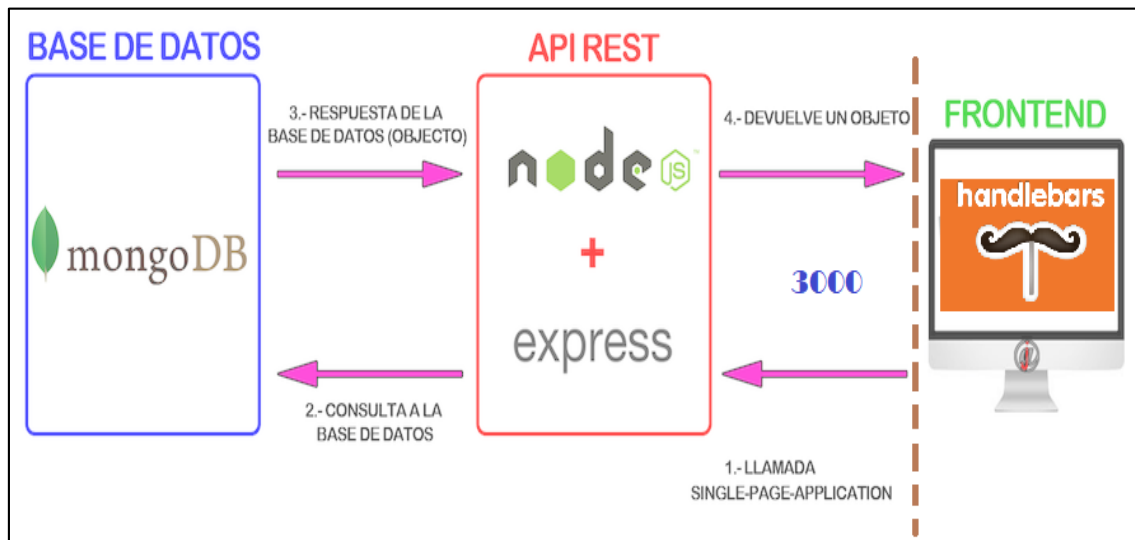 BASE DE DATOS
API REST
FRONTEND
3.- RESPUESTA DE LA
BASE DE DATOS (OBJECTO)
4.- DEVUELVE UN OBJETO
mongoDB
node
JS
™
+
express
3000
handlebars
2.- CONSULTA A LA
BASE DE DATOS
1.- LLAMADA
SINGLE-PAGE-APPLICATION